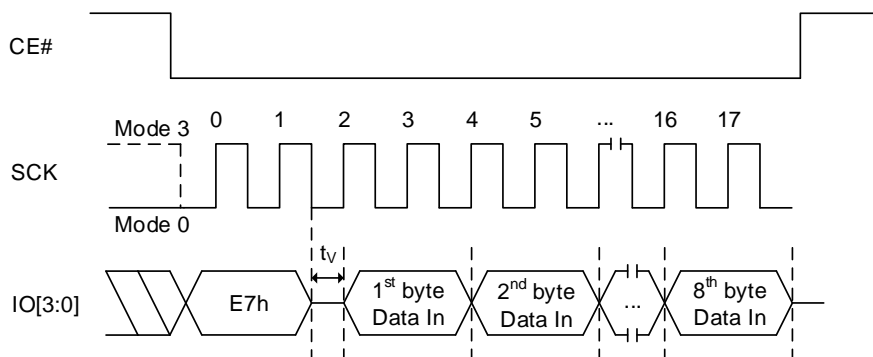 CE#
0 1 2 3 4 5 ... 16 17
Mode 3
SCK
Mode 0
tV
IO[3:0]
E7h
1st byte
Data In
2nd byte
Data In
...
8th byte
Data In